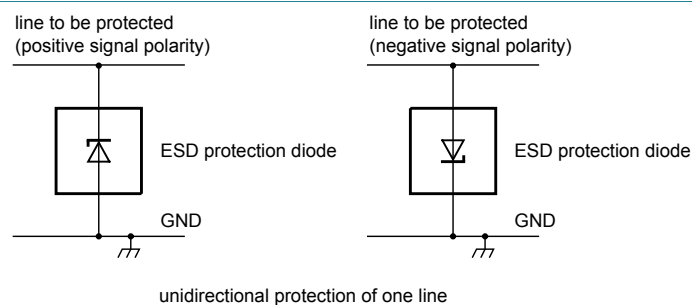 line to be protected
(positive signal polarity)
ESD protection diode
GND
line to be protected
(negative signal polarity)
ESD protection diode
GND
unidirectional protection of one line